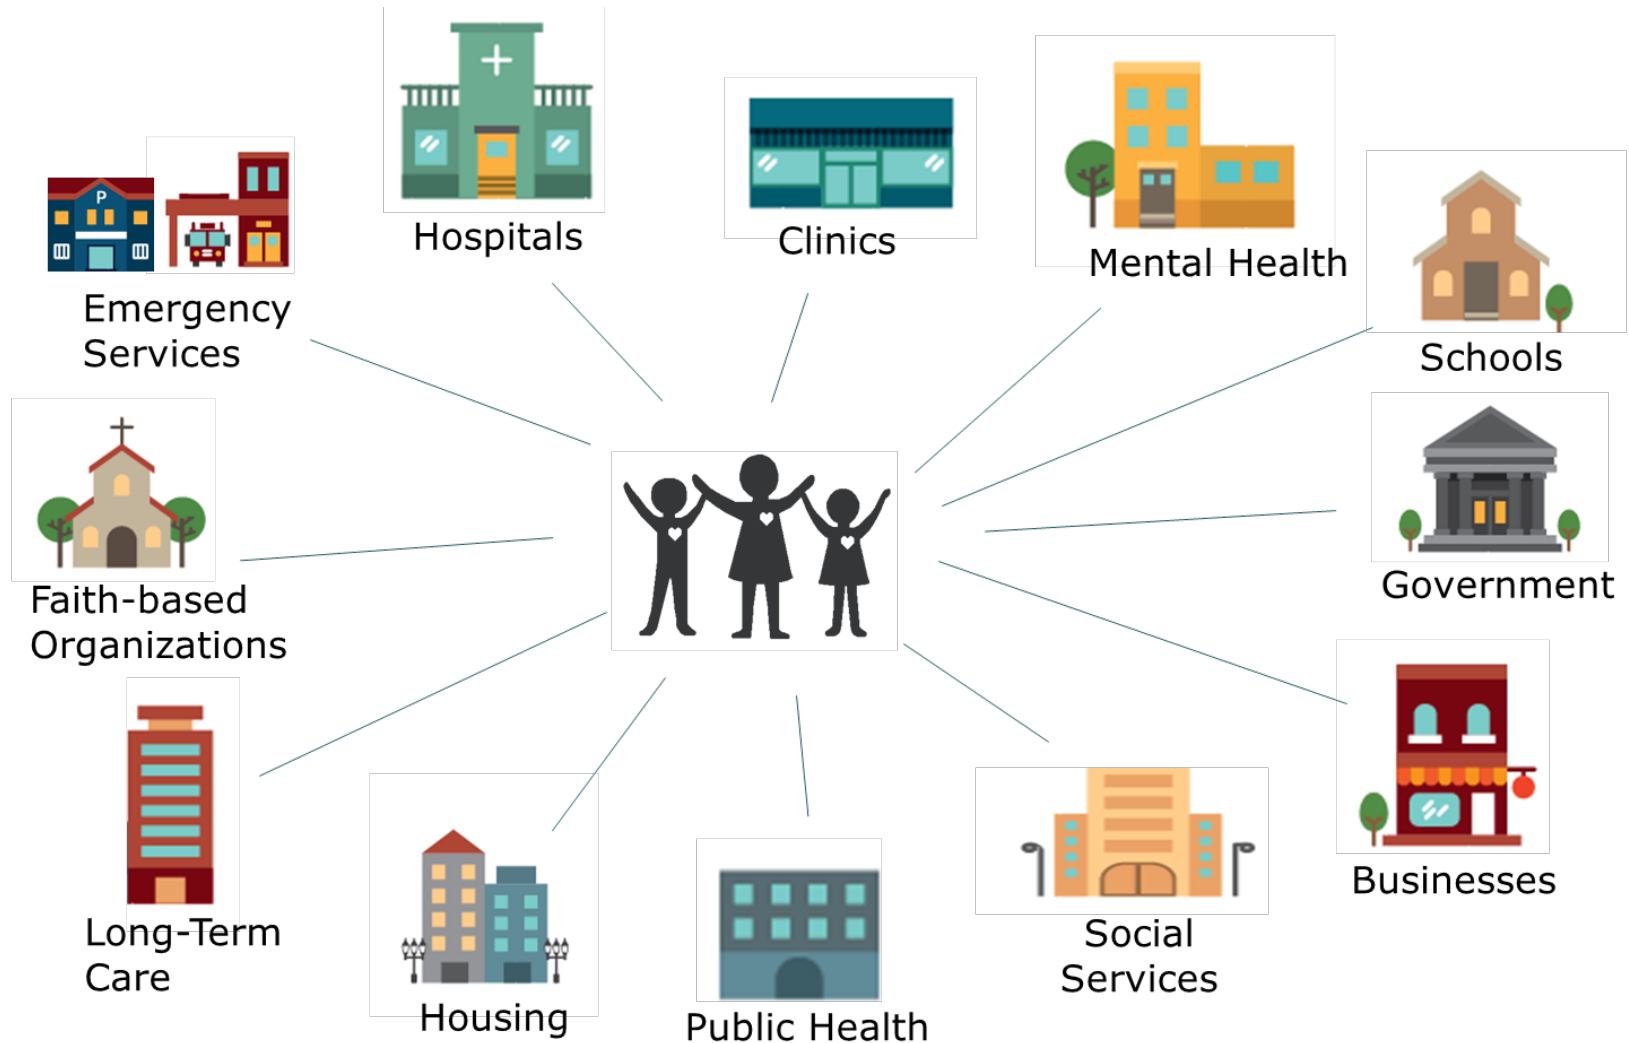 Hospitals
Clinics
Mental Health
P
Emergency
Services
Schools
Faith-based
Organizations
Government
Long-Term
Care
Businesses
Housing
Public Health
Social
Services